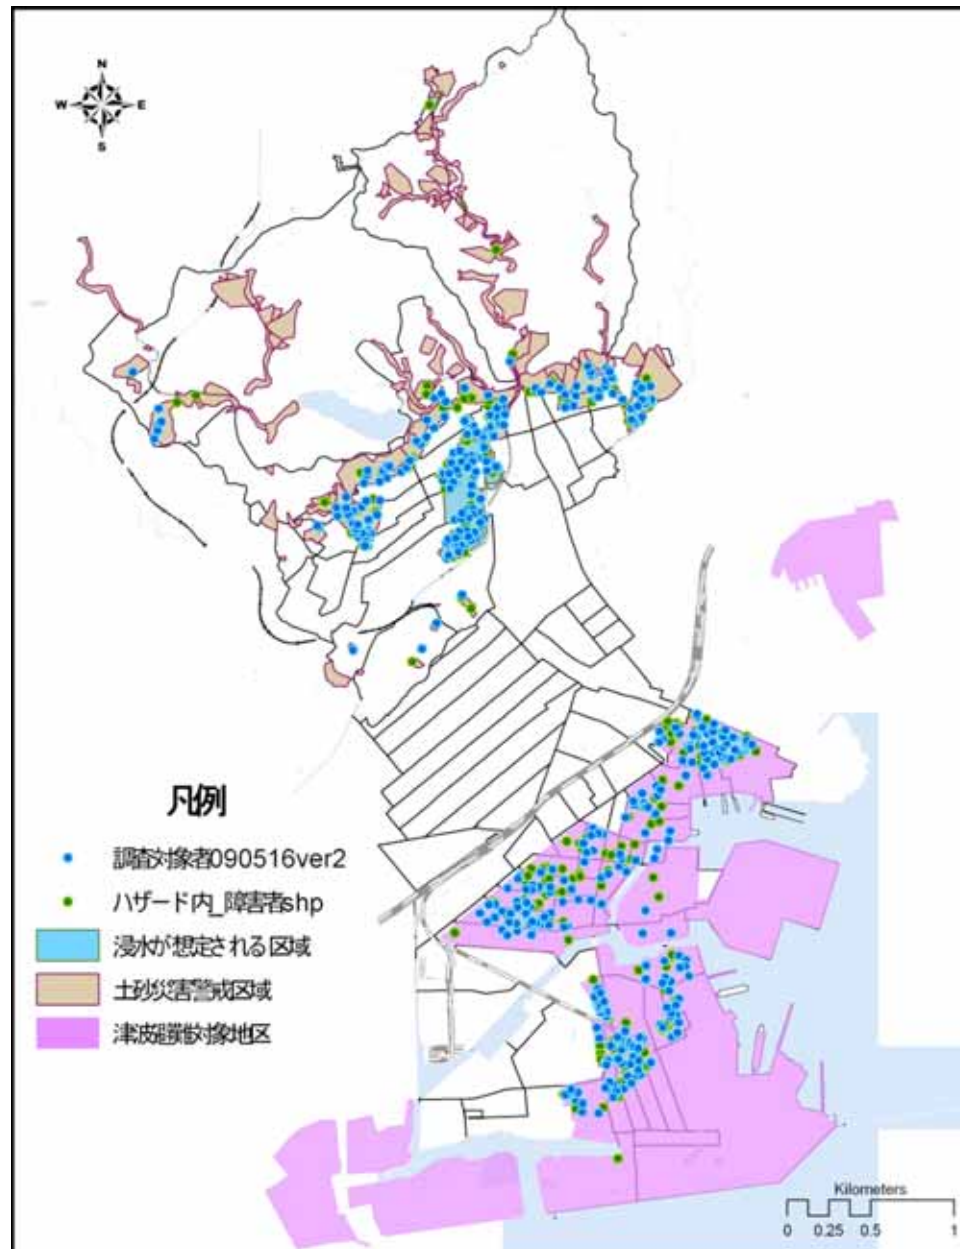 N
W E
S
凡例
調査対象者090516ver2
ハザード内_障害者shp
浸水が想定される区域
土砂災害警戒区域
津波避難対象地区
Kilometers
0 0.25 0.5 1